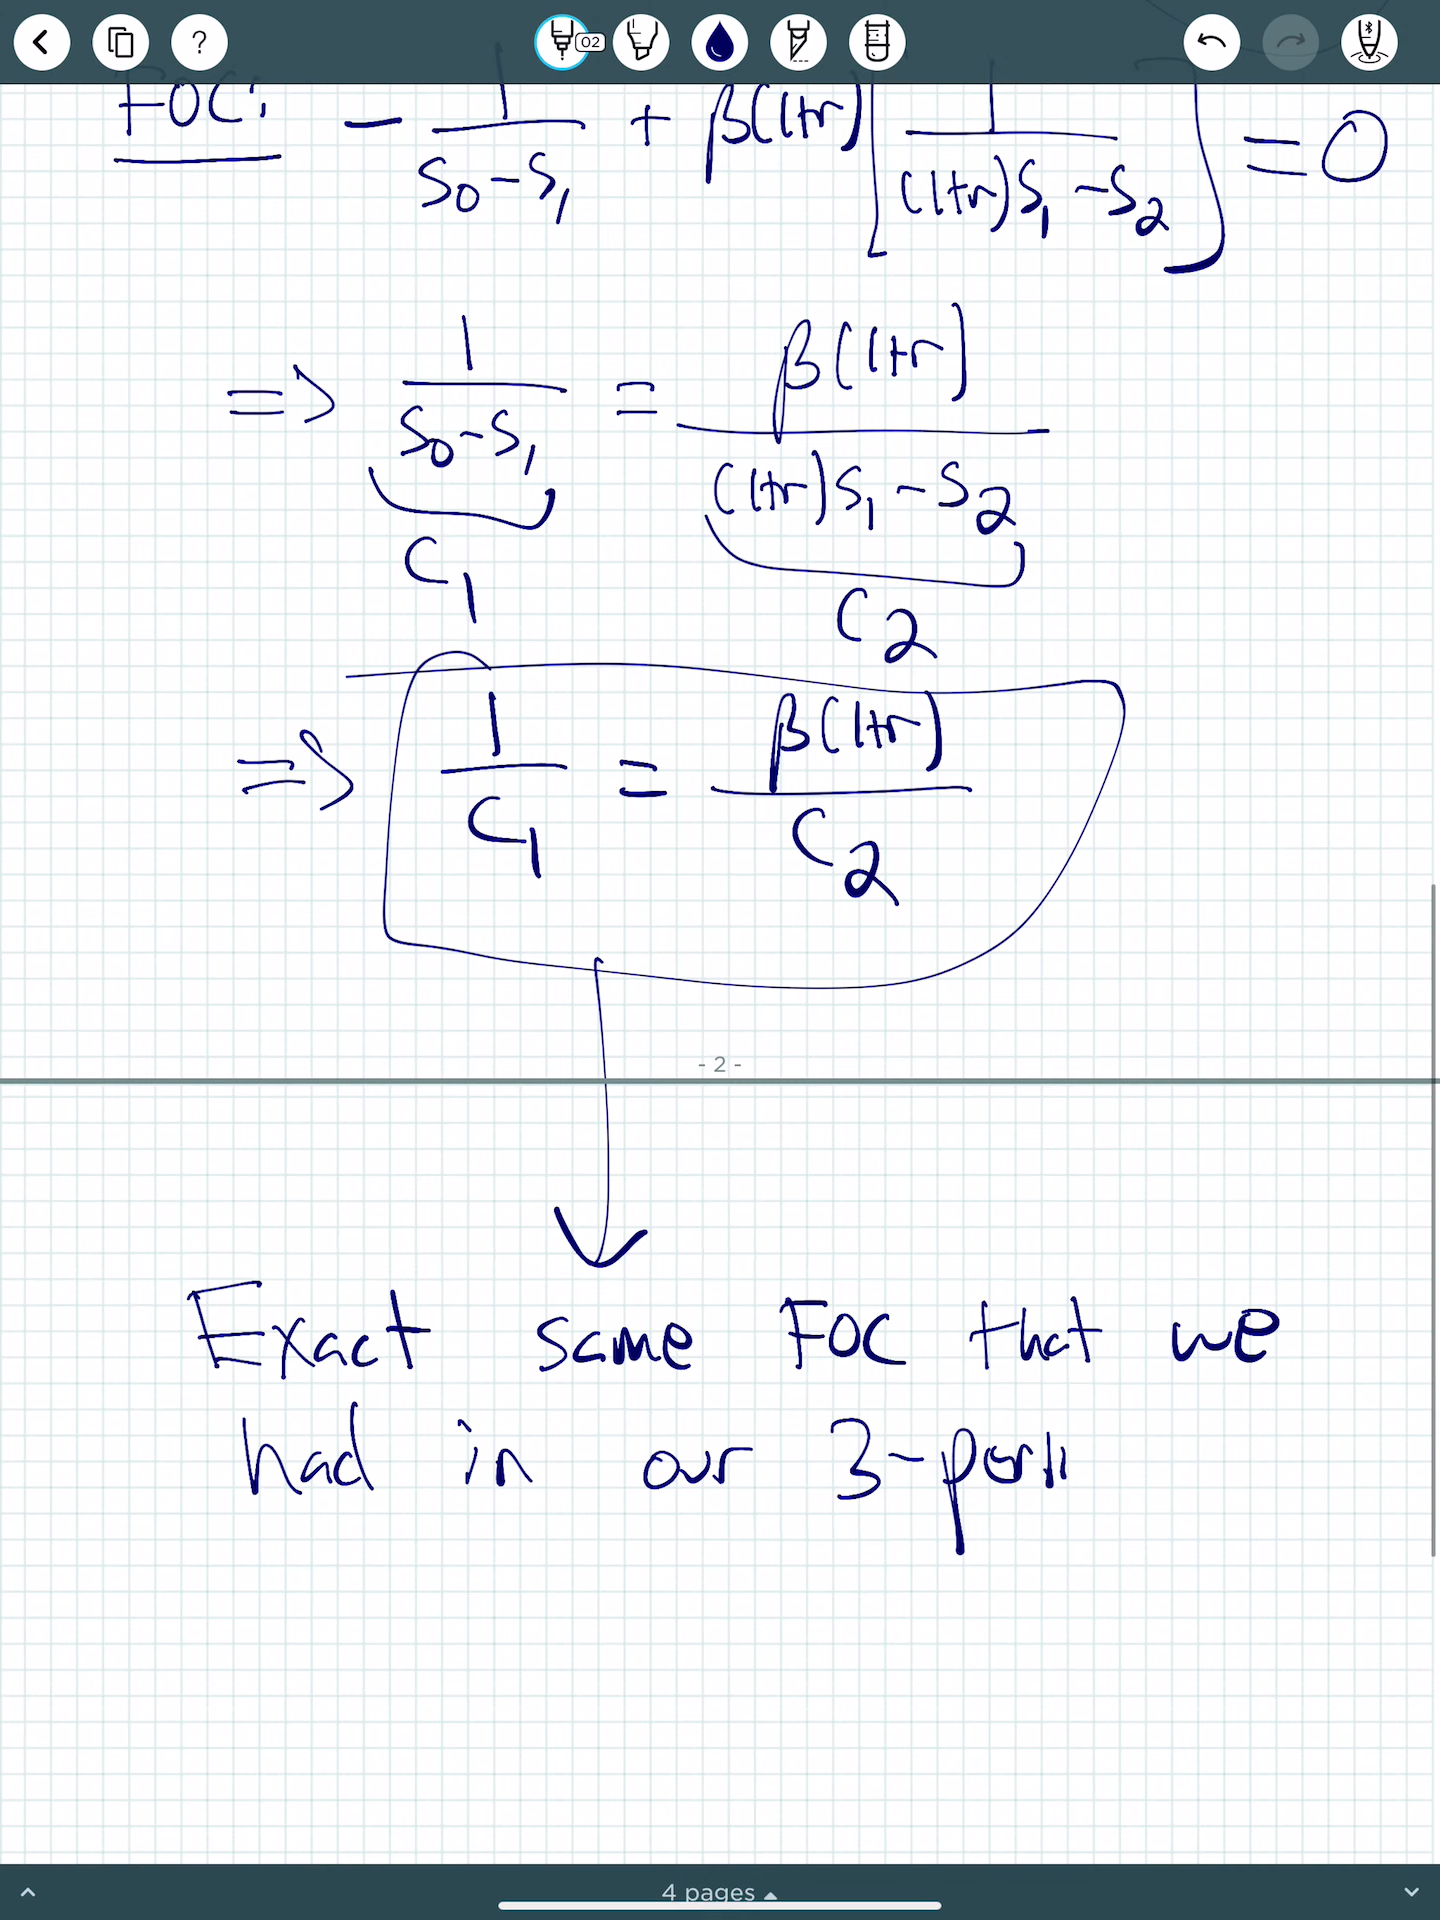 ?
02
FOC: - 1/(S0-S1) + β(1+r)[1/((1+r)S1-S2)] = 0
=> 1/(S0-S1) = β(1+r)/((1+r)S1-S2)
C1 C2
=> 1/C1 = β(1+r)/C2
- 2 -
Exact same FOC that we
had in our 3-peri
4 pages